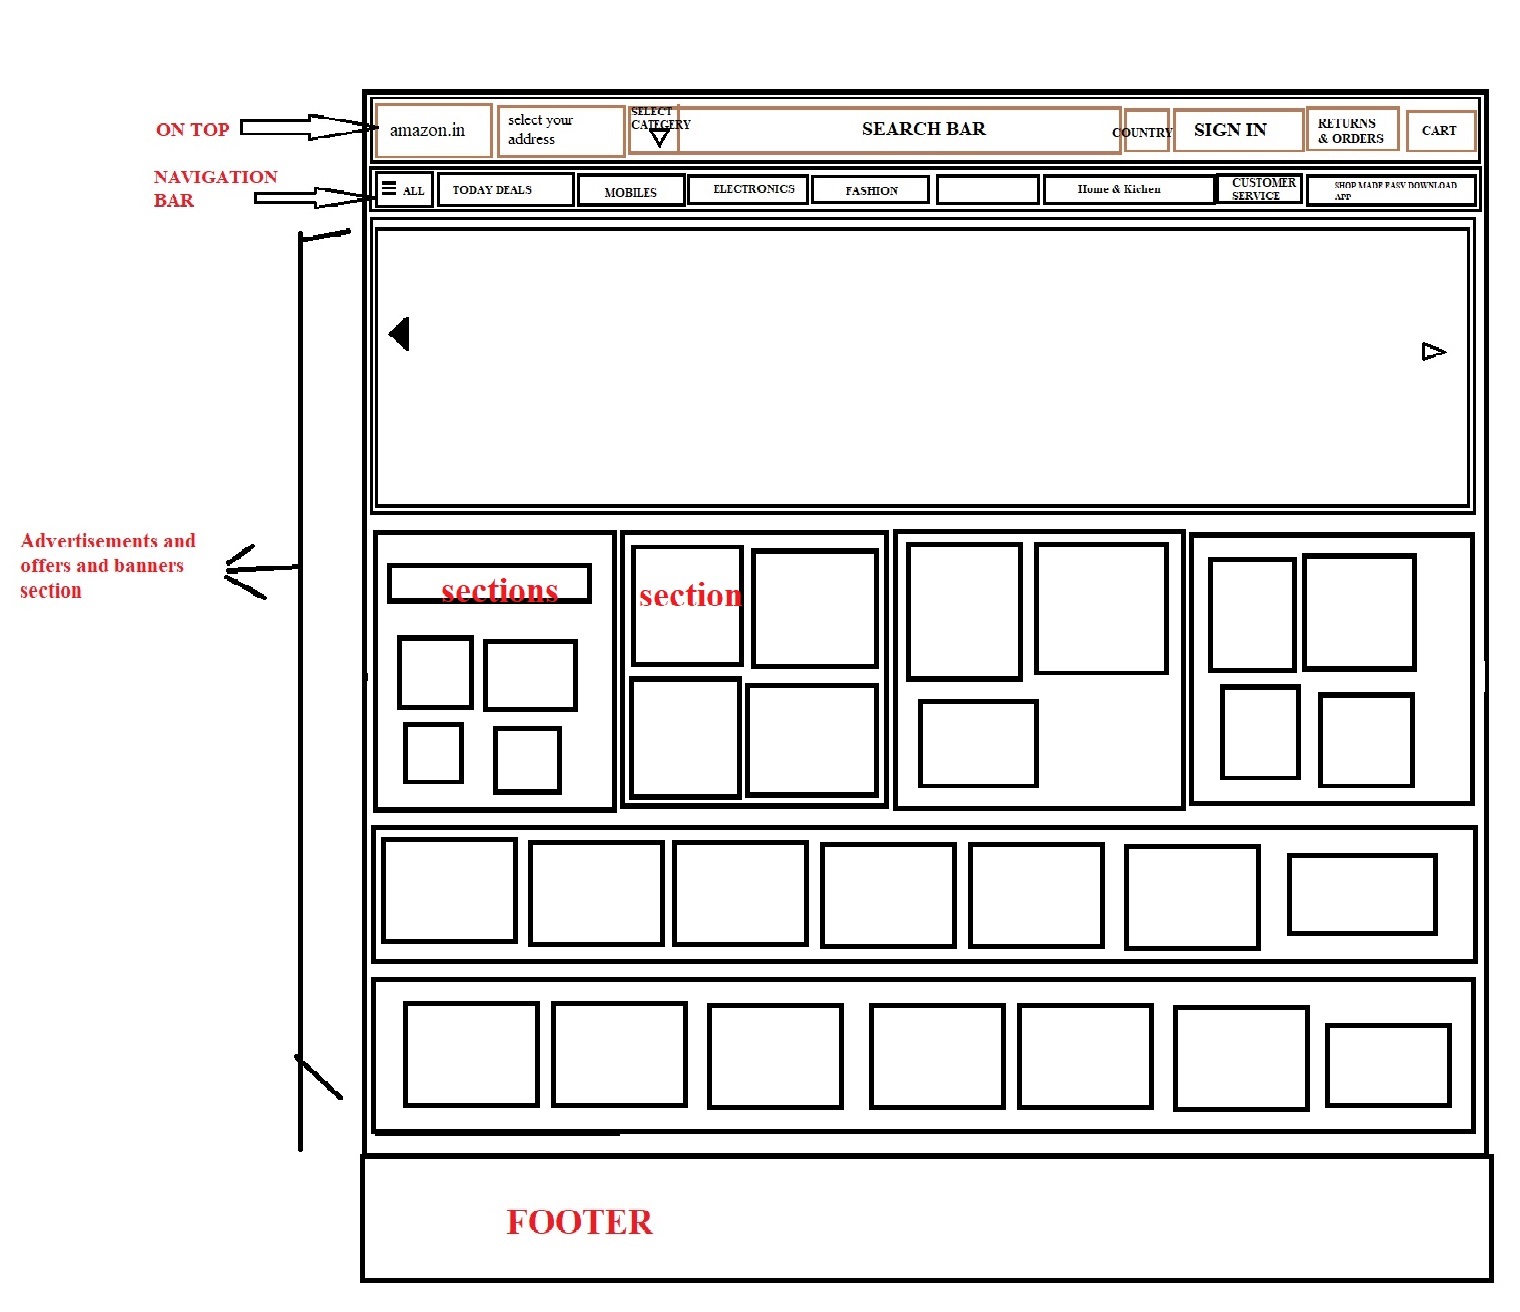 ON TOP
amazon.in
select your
address
SELECT
CATEGERY
SEARCH BAR
COUNTRY
SIGN IN
RETURNS
& ORDERS
CART
NAVIGATION
BAR
ALL
TODAY DEALS
MOBILES
ELECTRONICS
FASHION
Home & Kichen
CUSTOMER
SERVICE
SHOP MADE EASY DOWNLOAD
APP
Advertisements and
offers and banners
section
sections
section
FOOTER